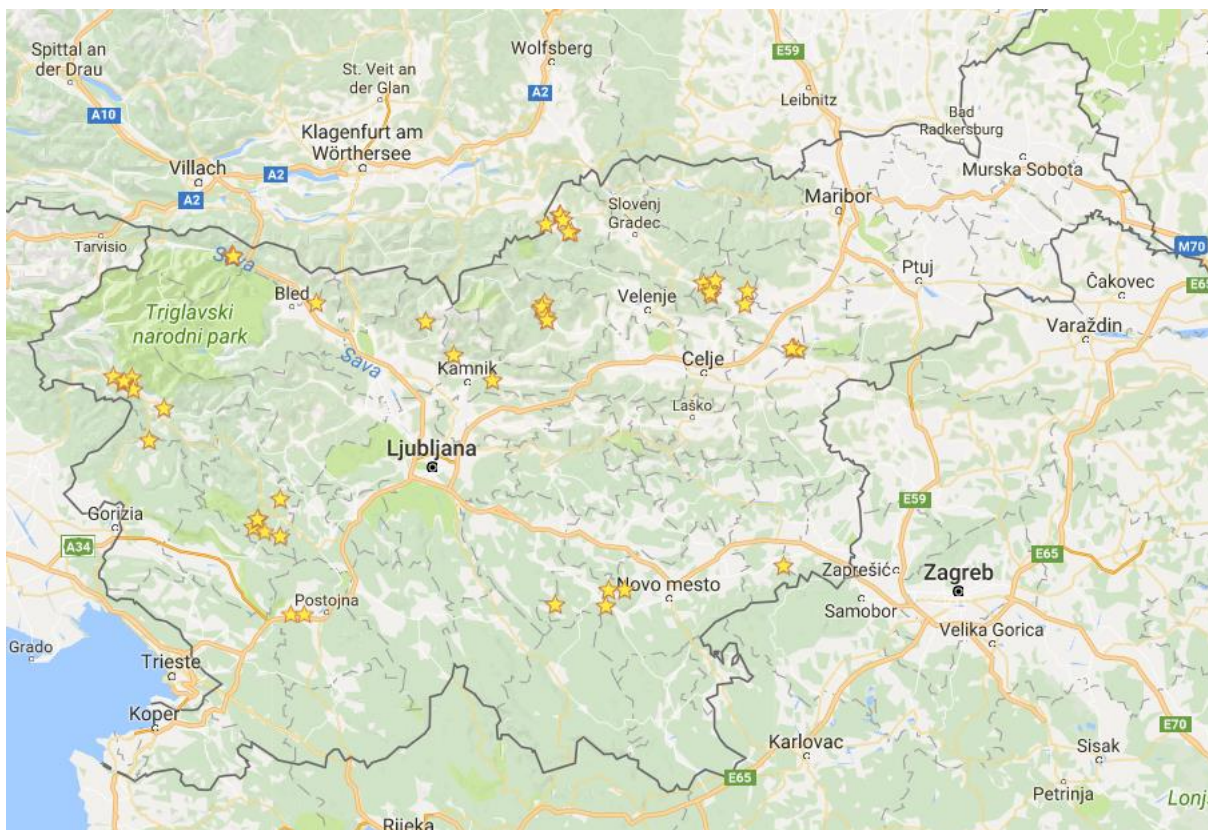 Spittal an
der Drau
Wolfsberg
E59
St. Veit an
der Glan
A2
Leibnitz
A10
Bad
Radkersburg
Klagenfurt am
Wörthersee
Villach
A2
Murska Sobota
A2
Slovenj
Gradec
Maribor
Tarvisio
M70
Sava
Ptuj
Čakovec
E65
Bled
Velenje
Triglavski
narodni park
Varaždin
Sava
Kamnik
Celje
Laško
Ljubljana
E59
Gorizia
A34
E65
Zaprešić
Zagreb
Novo mesto
Postojna
Samobor
Velika Gorica
Grado
Trieste
Koper
E70
Karlovac
Sisak
E65
Petrinja
Lonj
Rijeka